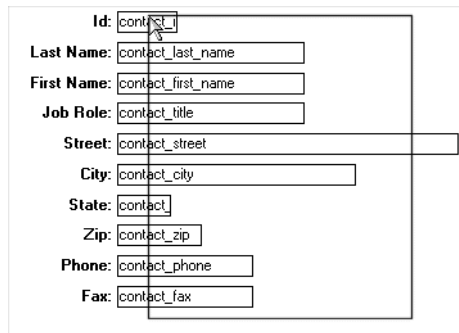 Id: contact_i
Last Name: contact_last_name
First Name: contact_first_name
Job Role: contact_title
Street: contact_street
City: contact_city
State: contact_
Zip: contact_zip
Phone: contact_phone
Fax: contact_fax